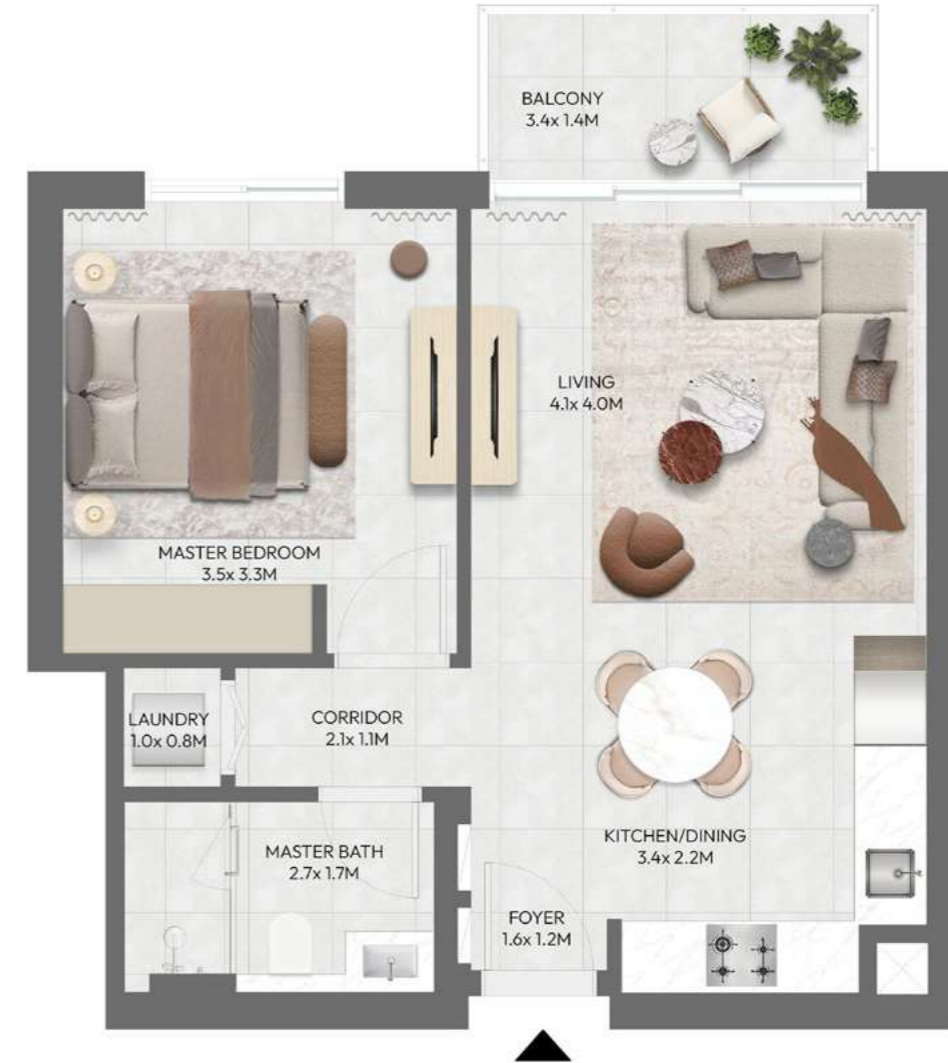 BALCONY
3.4x 1.4M
LIVING
4.1x 4.0M
MASTER BEDROOM
3.5x 3.3M
LAUNDRY
1.0x 0.8M
CORRIDOR
2.1x 1.1M
MASTER BATH
2.7x 1.7M
KITCHEN/DINING
3.4x 2.2M
FOYER
1.6x 1.2M